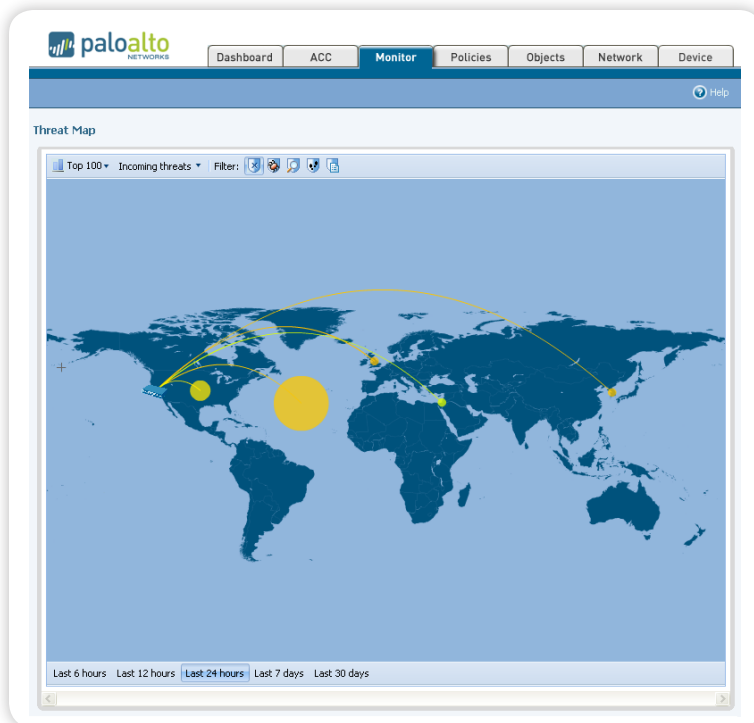 paloalto
NETWORKS
Dashboard ACC Monitor Policies Objects Network Device
Help
Threat Map
Top 100 Incoming threats Filter:
Last 6 hours Last 12 hours Last 24 hours Last 7 days Last 30 days